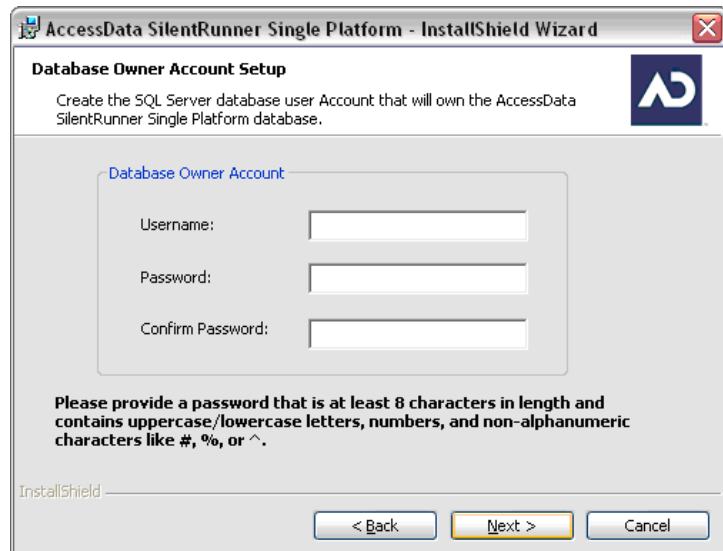 AccessData SilentRunner Single Platform - InstallShield Wizard
Database Owner Account Setup
Create the SQL Server database user Account that will own the AccessData
SilentRunner Single Platform database.
Database Owner Account
Username:
Password:
Confirm Password:
Please provide a password that is at least 8 characters in length and
contains uppercase/lowercase letters, numbers, and non-alphanumeric
characters like #, %, or ^.
InstallShield
< Back
Next >
Cancel